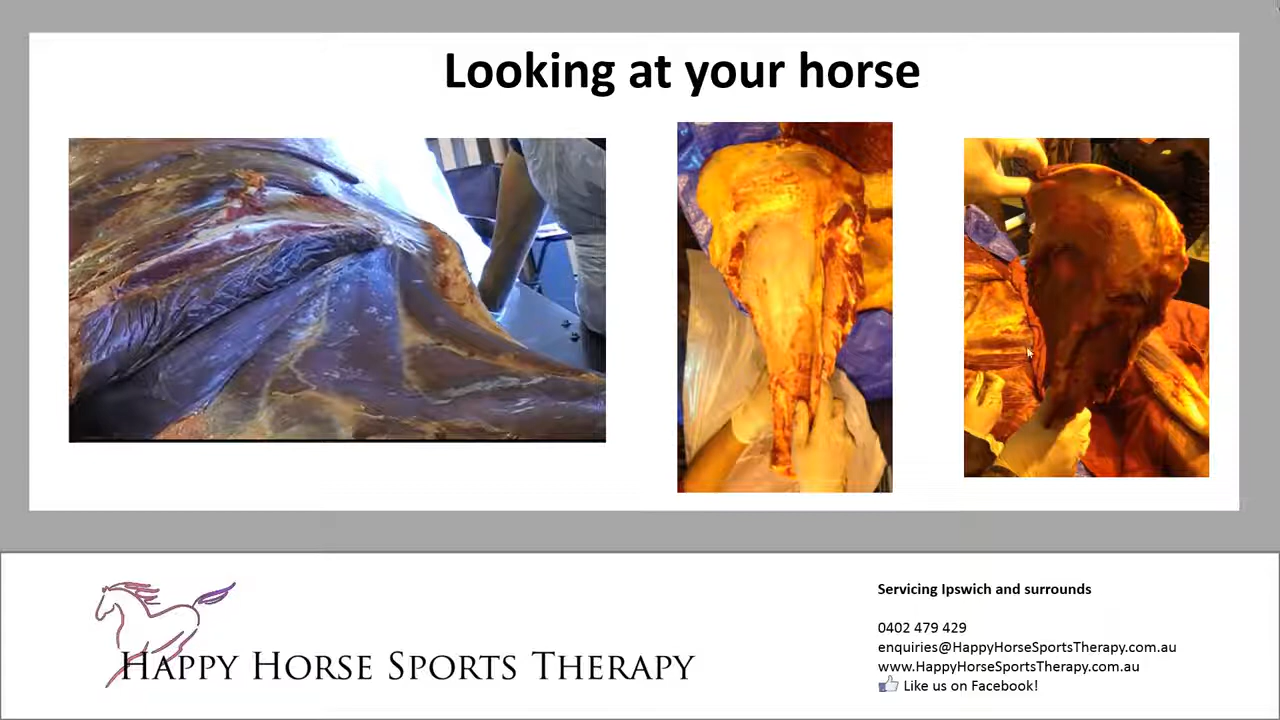 Looking at your horse
HAPPY HORSE SPORTS THERAPY
Servicing Ipswich and surrounds
0402 479 429
enquiries@HappyHorseSportsTherapy.com.au
www.HappyHorseSportsTherapy.com.au
Like us on Facebook!